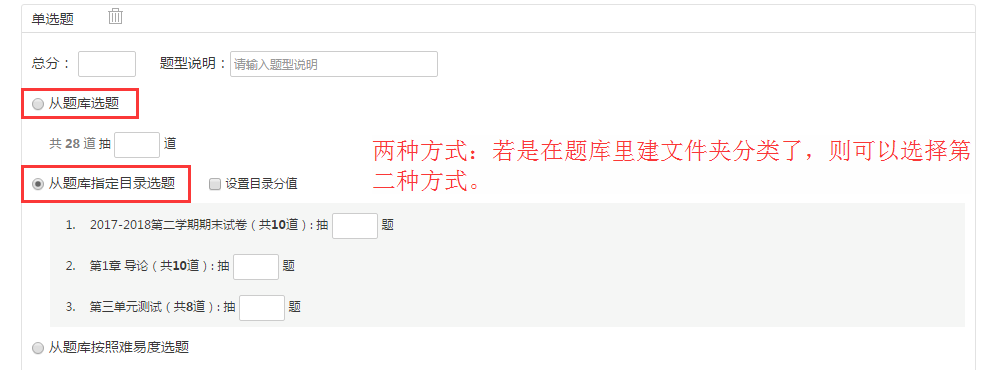 单选题
总分： 题型说明：请输入题型说明
从题库选题
共 28 道 抽 道
两种方式：若是在题库里建文件夹分类了，则可以选择第
二种方式。
从题库指定目录选题 设置目录分值
1. 2017-2018第二学期期末试卷（共10道）: 抽 题
2. 第1章 导论（共10道）: 抽 题
3. 第三单元测试（共8道）: 抽 题
从题库按照难易度选题